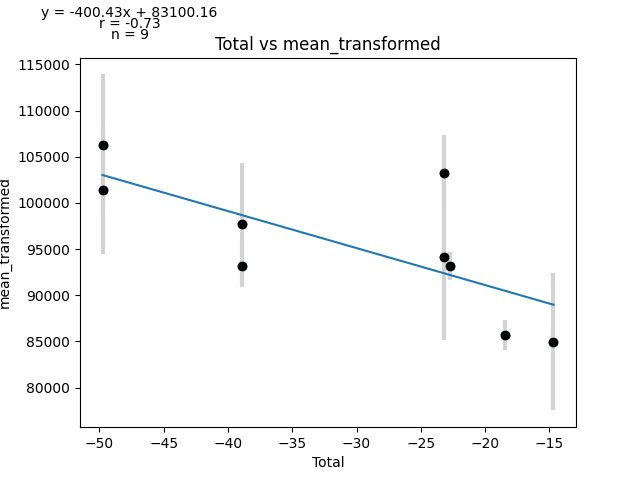 y = -400.43x + 83100.16
r = -0.73
n = 9
Total vs mean_transformed
115000
110000
105000
100000
95000
90000
85000
80000
mean_transformed
−50
−45
−40
−35
−30
−25
−20
−15
Total